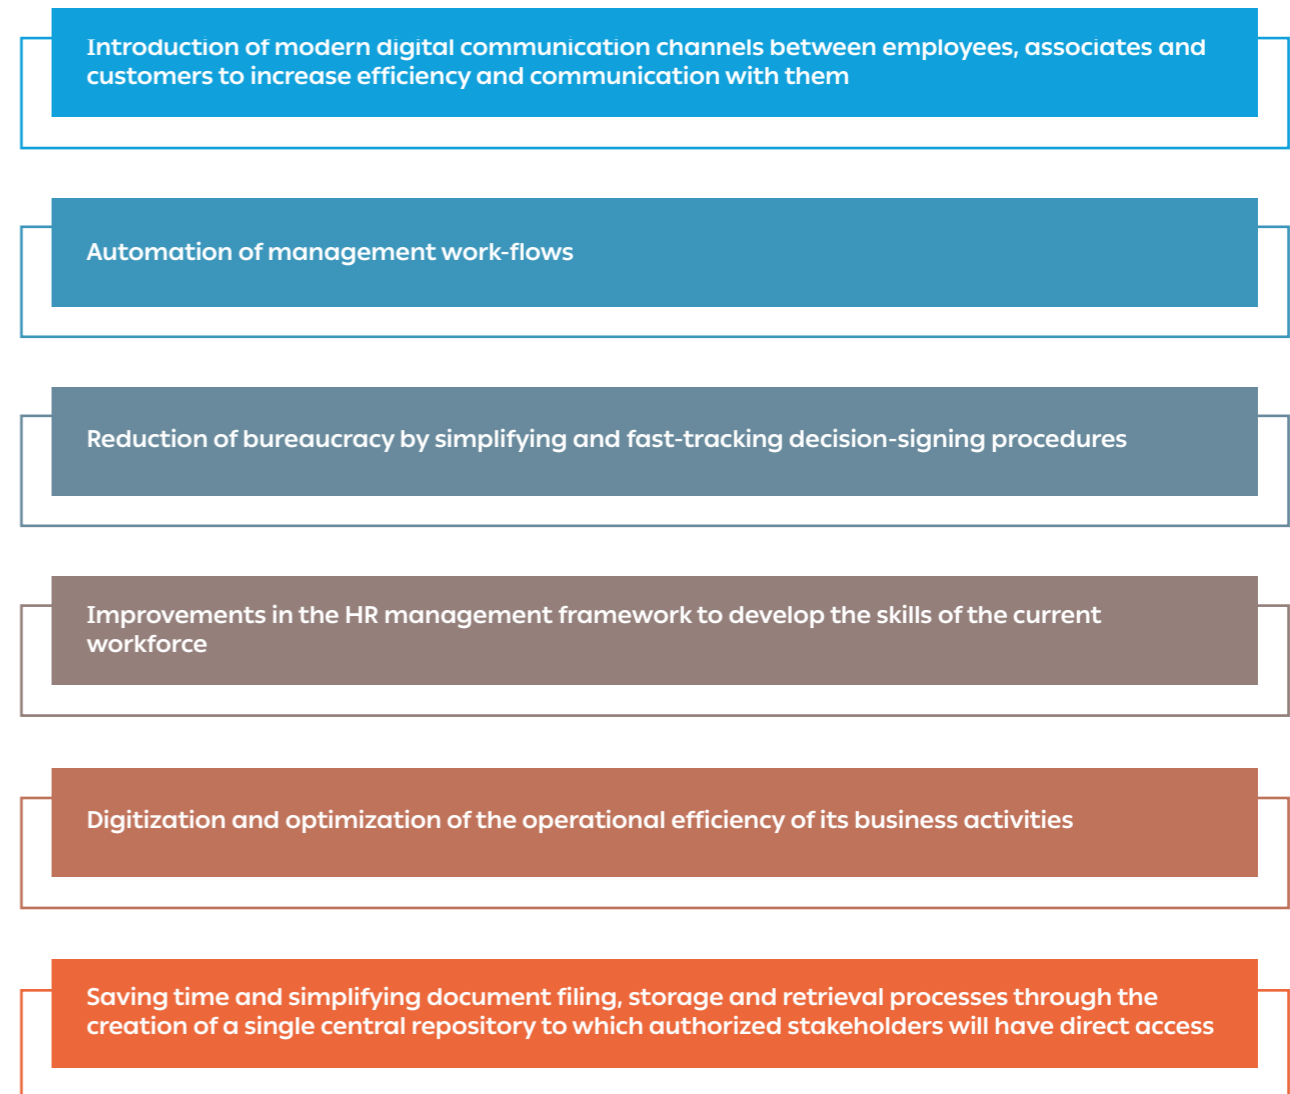 Introduction of modern digital communication channels between employees, associates and
customers to increase efficiency and communication with them
Automation of management work-flows
Reduction of bureaucracy by simplifying and fast-tracking decision-signing procedures
Improvements in the HR management framework to develop the skills of the current
workforce
Digitization and optimization of the operational efficiency of its business activities
Saving time and simplifying document filing, storage and retrieval processes through the
creation of a single central repository to which authorized stakeholders will have direct access